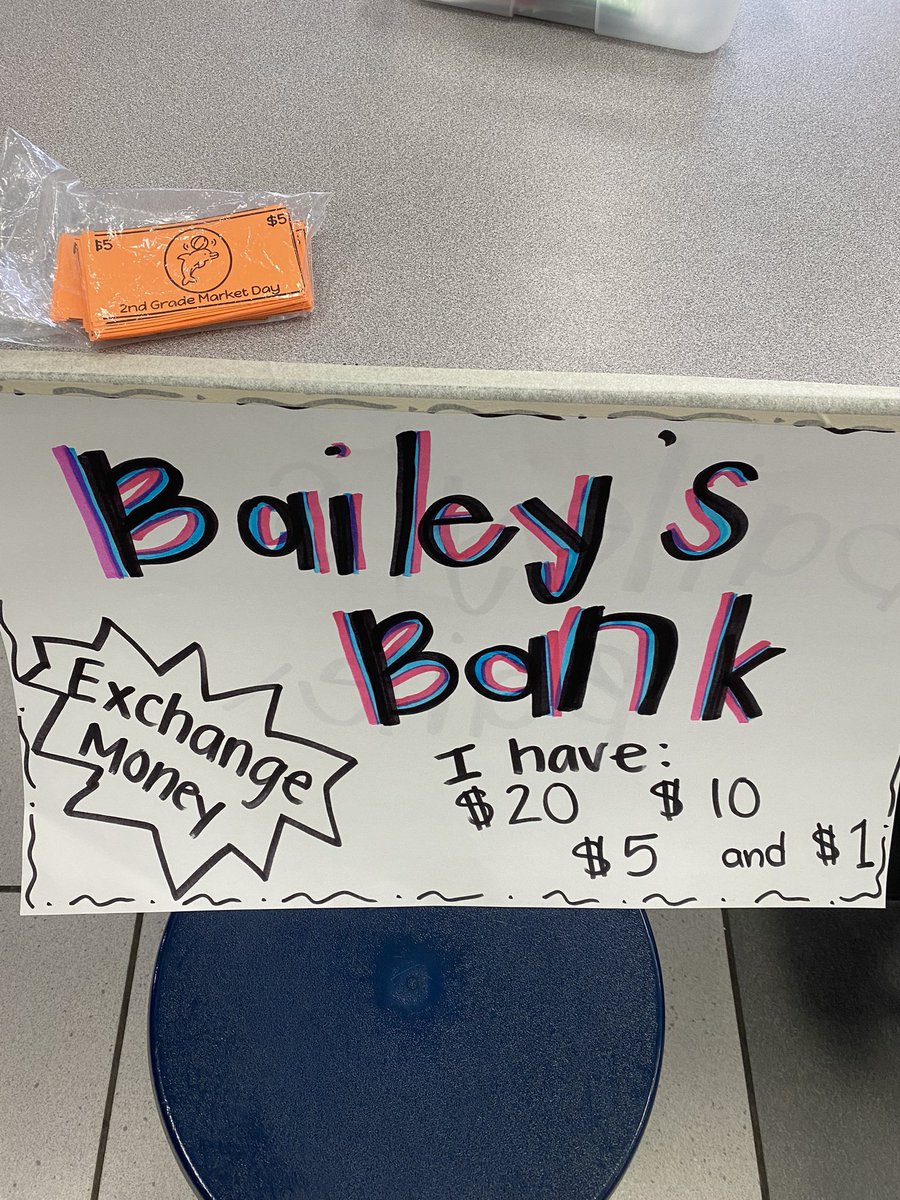 $5
$5
2nd Grade Market Day
Bailey's
Bank
Exchange
Money
I have:
$20 $10
$5 and $1